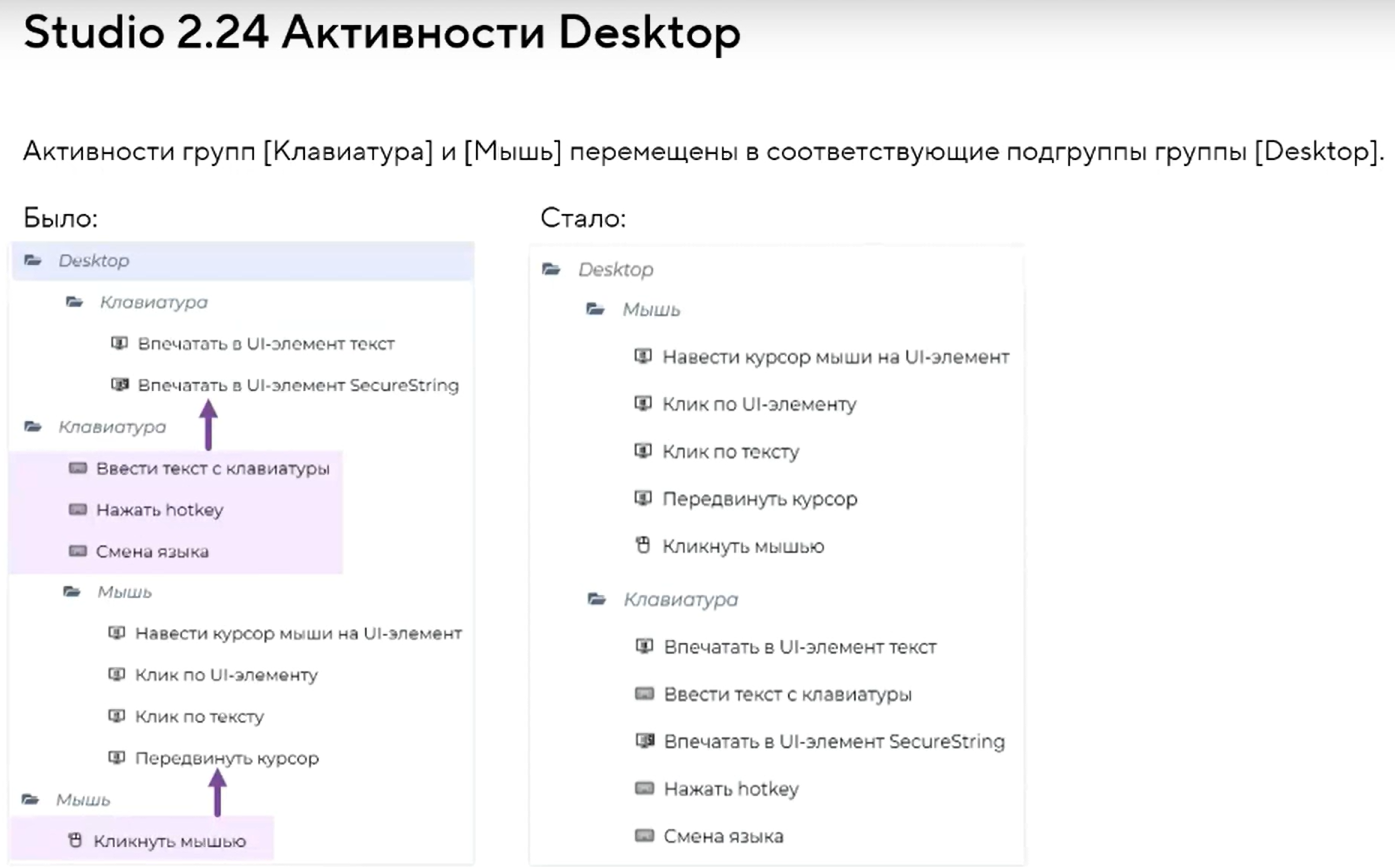 Studio 2.24 Активности Desktop
Активности групп [Клавиатура] и [Мышь] перемещены в соответствующие подгруппы группы [Desktop].
Было:
Desktop
Клавиатура
Впечатать в UI-элемент текст
Впечатать в UI-элемент SecureString
Клавиатура
Ввести текст с клавиатуры
Нажать hotkey
Смена языка
Мышь
Навести курсор мыши на UI-элемент
Клик по UI-элементу
Клик по тексту
Передвинуть курсор
Мышь
Кликнуть мышью
Стало:
Desktop
Мышь
Навести курсор мыши на UI-элемент
Клик по UI-элементу
Клик по тексту
Передвинуть курсор
Кликнуть мышью
Клавиатура
Впечатать в UI-элемент текст
Ввести текст с клавиатуры
Впечатать в UI-элемент SecureString
Нажать hotkey
Смена языка